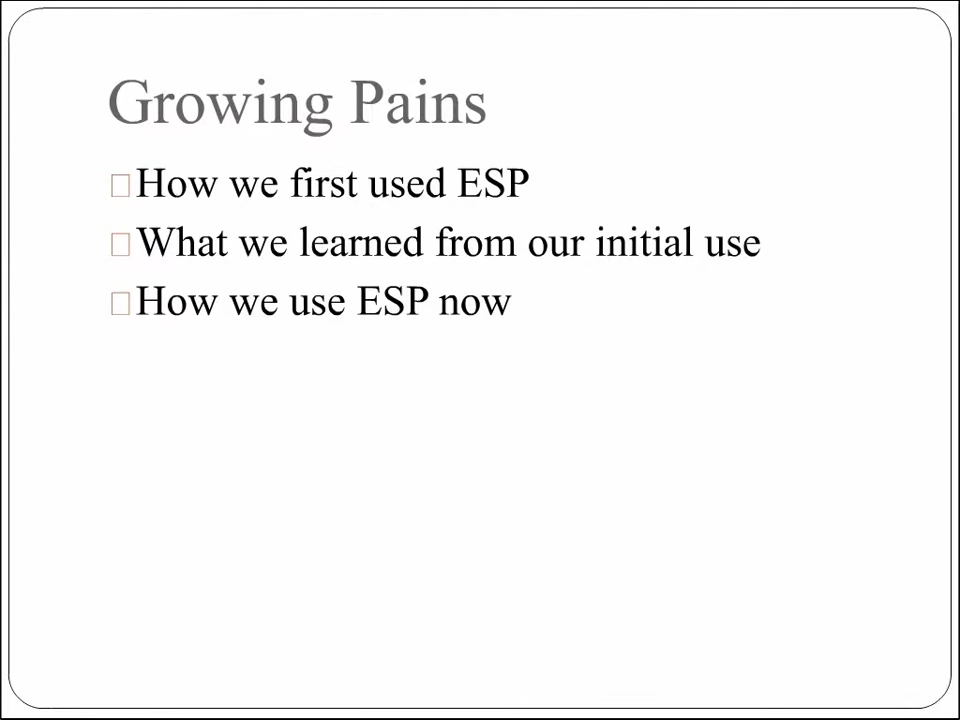 Growing Pains
How we first used ESP
What we learned from our initial use
How we use ESP now